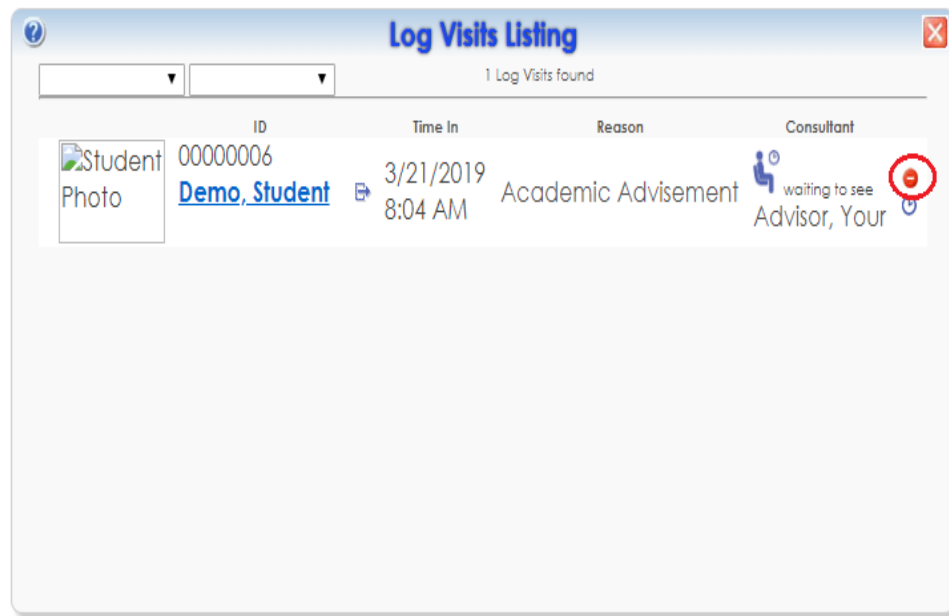 Log Visits Listing
1 Log Visits found
ID Time In Reason Consultant
Student Photo
00000006
Demo, Student
3/21/2019
8:04 AM
Academic Advisement
waiting to see
Advisor, Your